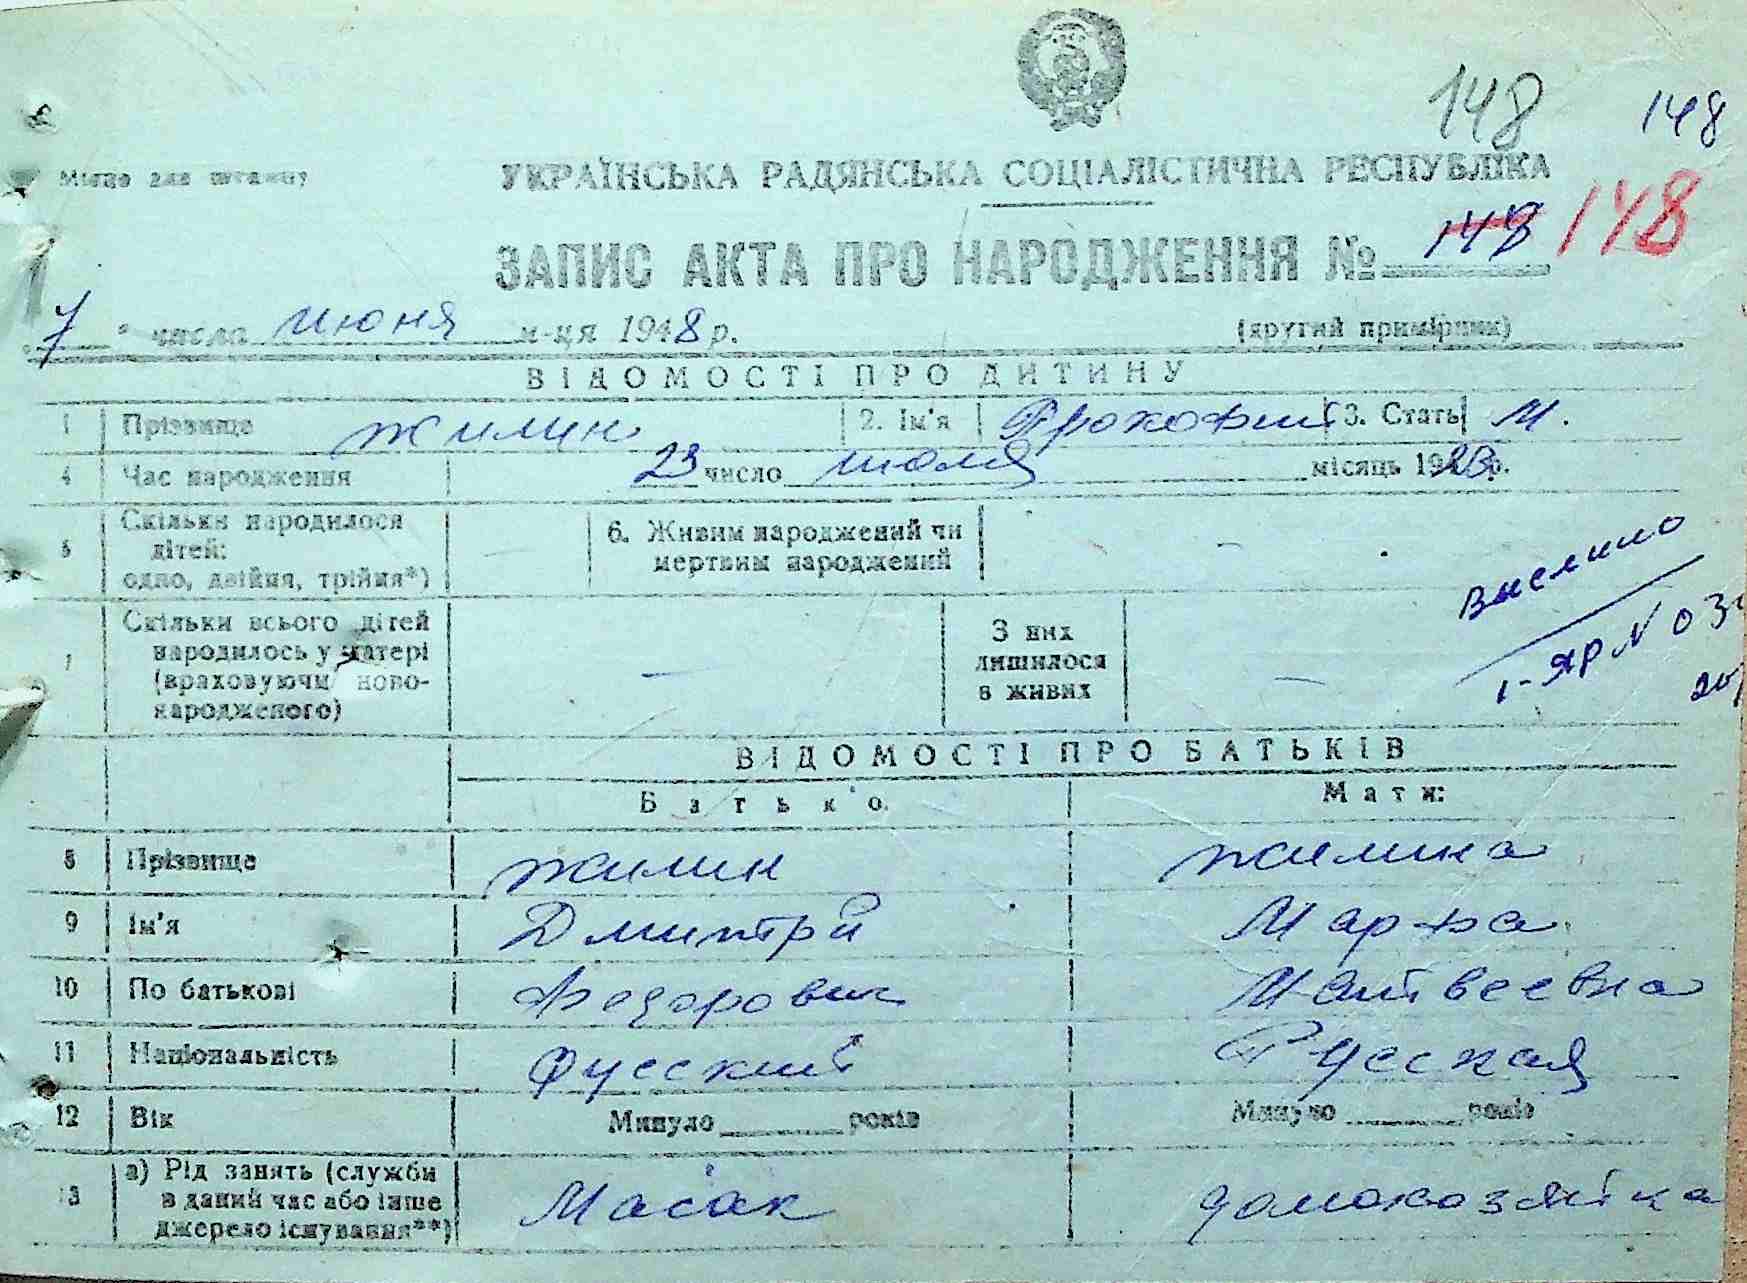 148 148
Місце для штампу
УКРАЇНСЬКА РАДЯНСЬКА СОЦІАЛІСТИЧНА РЕСПУБЛІКА
ЗАПИС АКТА ПРО НАРОДЖЕННЯ № 148 148
7 числа июня м-ця 1948 р. (другий примірник)
ВІДОМОСТІ ПРО ДИТИНУ
1 Прізвище Жилин 2. Ім'я Прокофий 3. Стать М.
4 Час народження 23 число июля місяць 1923 р.
5 Скільки народилося дітей: одно, двійня, трійня*) — 6. Живим народжений чи мертвим народжений —
7 Скільки всього дітей народилось у матері (враховуючи новонародженого) — З них лишилося в живих —
Выслано
1-ЯР N 03
ВІДОМОСТІ ПРО БАТЬКІВ
Батько Мати:
8 Прізвище Жилин Жилина
9 Ім'я Дмитрий Марфа
10 По батькові Федорович Матвеевна
11 Національність Русский Русская
12 Вік Минуло років Минуло років
13 а) Рід занять (служби в даний час або інше джерело існування**) домохозяйка